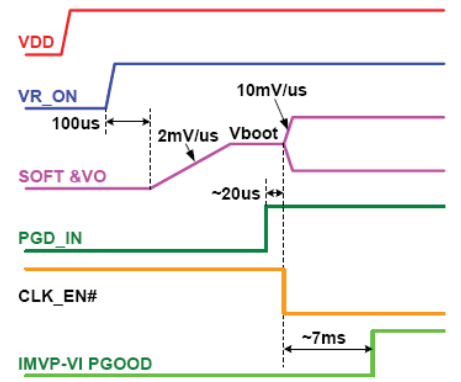 VDD
VR_ON
10mV/us
100us
2mV/us
Vboot
SOFT &VO
~20us
PGD_IN
CLK_EN#
~7ms
IMVP-VI PGOOD